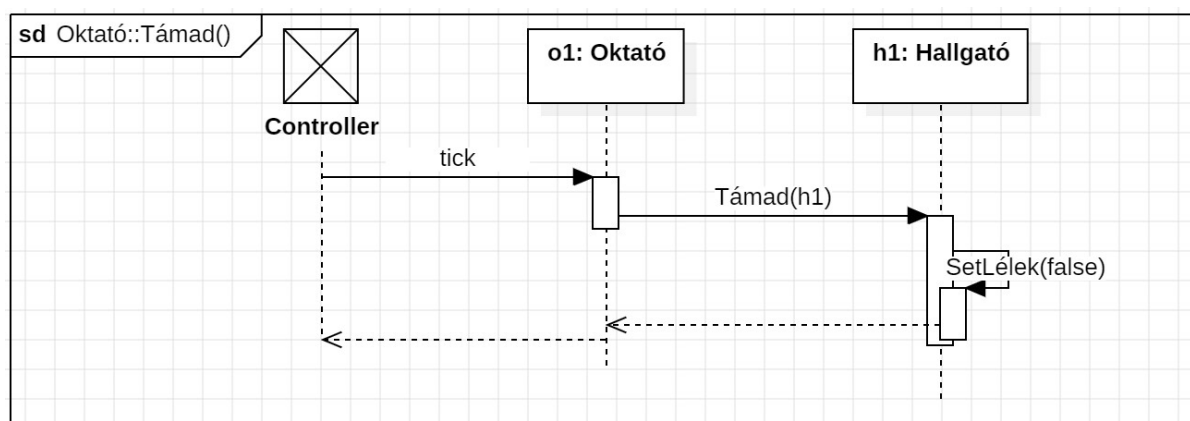 sd Oktató::Támad()
o1: Oktató
h1: Hallgató
Controller
tick
Támad(h1)
SetLélek(false)